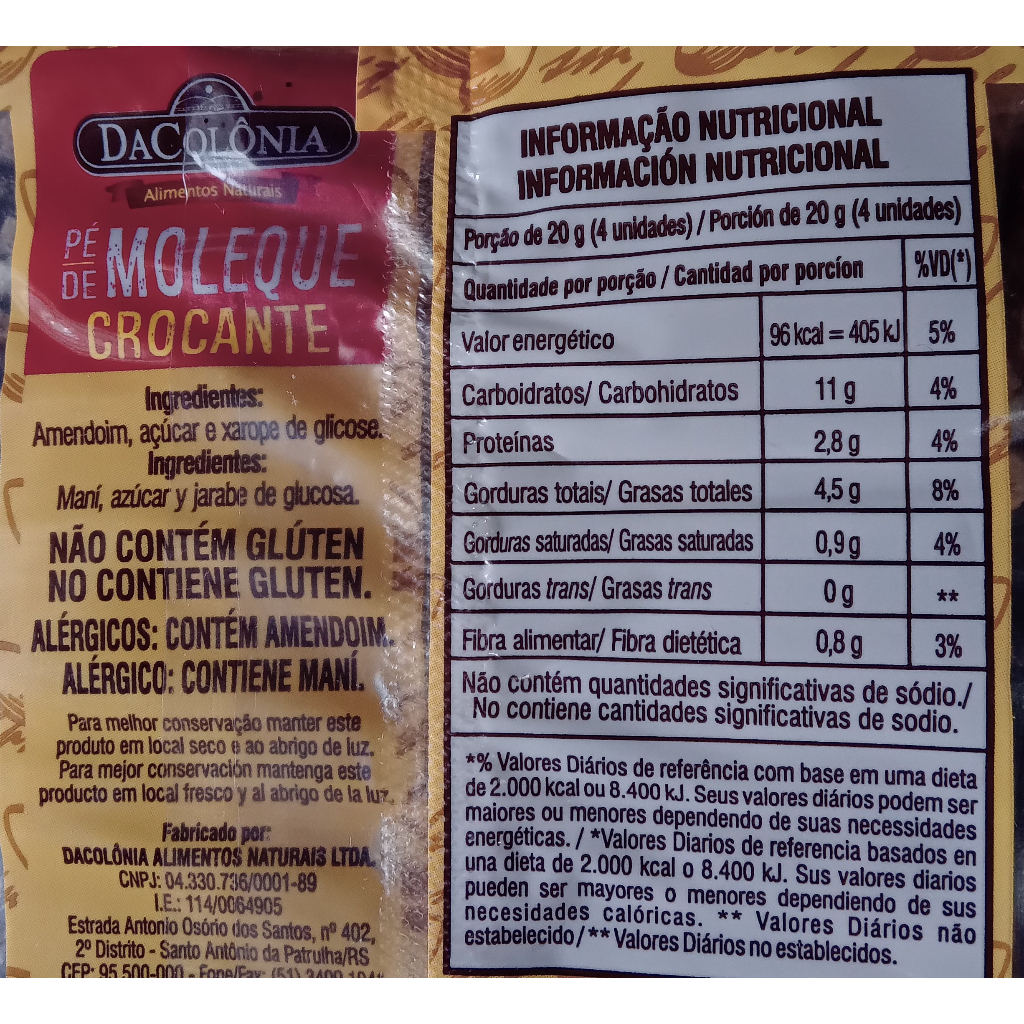 DACOLÔNIA
Alimentos Naturais
PÉ
DE MOLEQUE
CROCANTE
Ingredientes:
Amendoim, açúcar e xarope de glicose.
Ingredientes:
Maní, azúcar y jarabe de glucosa.
NÃO CONTÉM GLÚTEN
NO CONTIENE GLUTEN.
ALÉRGICOS: CONTÉM AMENDOIM.
ALÉRGICO: CONTIENE MANÍ.
Para melhor conservação manter este
produto em local seco e ao abrigo de luz.
Para mejor conservación mantenga este
producto em local fresco y al abrigo de la luz.
Fabricado por:
DACOLÔNIA ALIMENTOS NATURAIS LTDA.
CNPJ: 04.330.736/0001-89
I.E.: 114/0064905
Estrada Antonio Osório dos Santos, nº 402,
2º Distrito - Santo Antônio da Patrulha/RS
CEP: 95.500-000 - Fone/Fax: (51)
INFORMAÇÃO NUTRICIONAL
INFORMACIÓN NUTRICIONAL
Porção de 20 g (4 unidades) / Porción de 20 g (4 unidades)
Quantidade por porção / Cantidad por porcíon %VD(*)
Valor energético 96 kcal = 405 kJ 5%
Carboidratos/ Carbohidratos 11 g 4%
Proteínas 2,8 g 4%
Gorduras totais/ Grasas totales 4,5 g 8%
Gorduras saturadas/ Grasas saturadas 0,9 g 4%
Gorduras trans/ Grasas trans 0 g **
Fibra alimentar/ Fibra dietética 0,8 g 3%
Não contém quantidades significativas de sódio./
No contiene cantidades significativas de sodio.
*% Valores Diários de referência com base em uma dieta
de 2.000 kcal ou 8.400 kJ. Seus valores diários podem ser
maiores ou menores dependendo de suas necessidades
energéticas. / *Valores Diarios de referencia basados en
una dieta de 2.000 kcal o 8.400 kJ. Sus valores diarios
pueden ser mayores o menores dependiendo de sus
necesidades calóricas. ** Valores Diários não
estabelecido/ ** Valores Diários no establecidos.